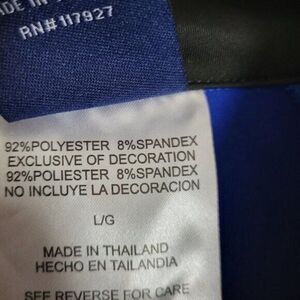 RN#117927
92%POLYESTER 8%SPANDEX
EXCLUSIVE OF DECORATION
92%POLIESTER 8%SPANDEX
NO INCLUYE LA DECORACION
L/G
MADE IN THAILAND
HECHO EN TAILANDIA
SEE REVERSE FOR CARE